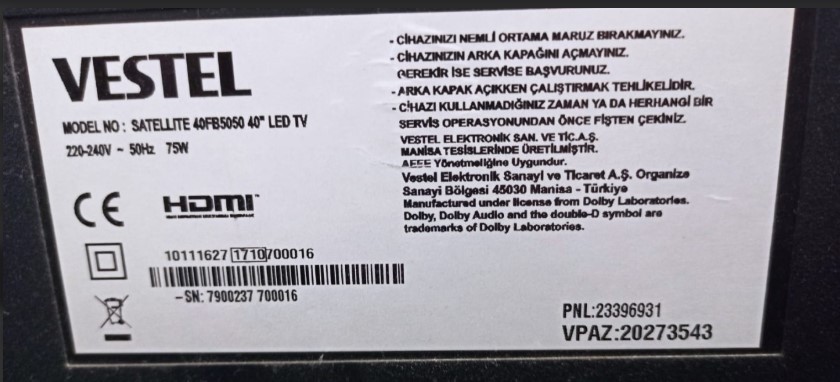 VESTEL
MODEL NO : SATELLITE 40FB5050 40" LED TV
220-240V ~ 50Hz 75W
CE HDMI
10111627 1710 700016
-SN: 7900237 700016
- CİHAZINIZI NEMLİ ORTAMA MARUZ BIRAKMAYINIZ.
- CİHAZINIZIN ARKA KAPAĞINI AÇMAYINIZ.
GEREKİR İSE SERVİSE BAŞVURUNUZ.
- ARKA KAPAK AÇIKKEN ÇALIŞTIRMAK TEHLİKELİDİR.
- CİHAZI KULLANMADIĞINIZ ZAMAN YA DA HERHANGİ BİR
SERVİS OPERASYONUNDAN ÖNCE FİŞTEN ÇEKİNİZ.
VESTEL ELEKTRONİK SAN. VE TİC.A.Ş.
MANİSA TESİSLERİNDE ÜRETİLMİŞTİR.
AEEE Yönetmeliğine Uygundur.
Vestel Elektronik Sanayi ve Ticaret A.Ş. Organize
Sanayi Bölgesi 45030 Manisa - Türkiye
Manufactured under license from Dolby Laboratories.
Dolby, Dolby Audio and the double-D symbol are
trademarks of Dolby Laboratories.
PNL:23396931
VPAZ:20273543